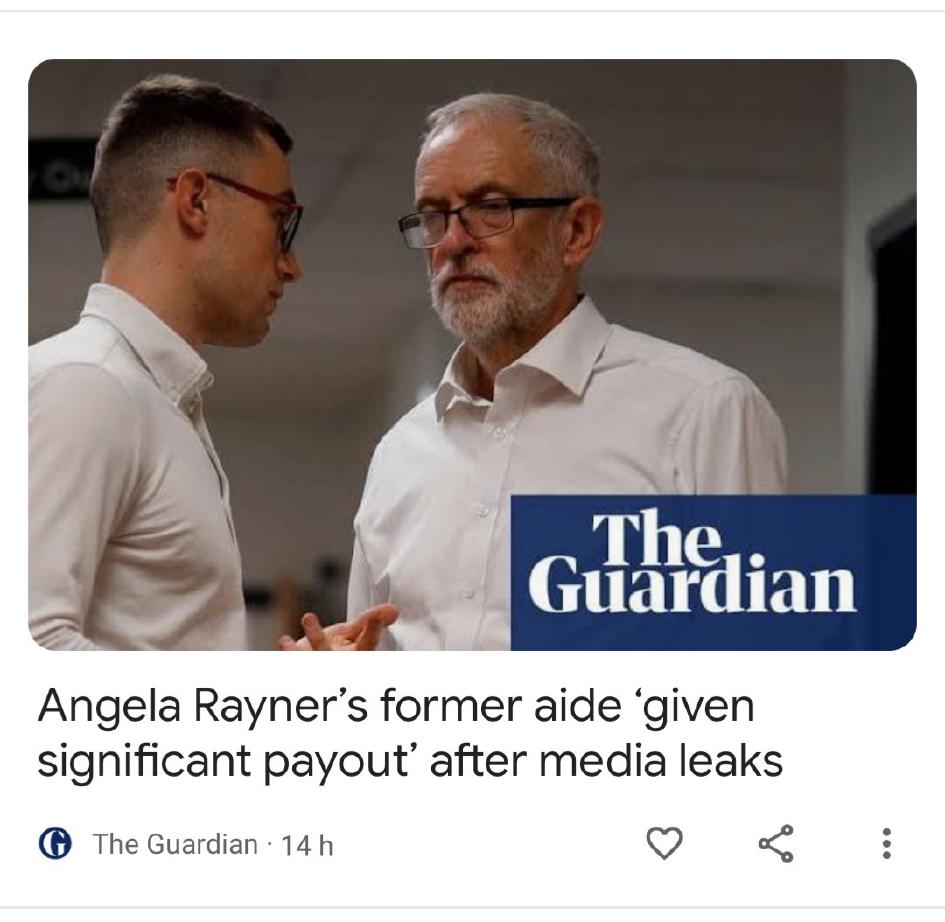 The
Guardian
Angela Rayner’s former aide ‘given
significant payout’ after media leaks
G The Guardian · 14 h